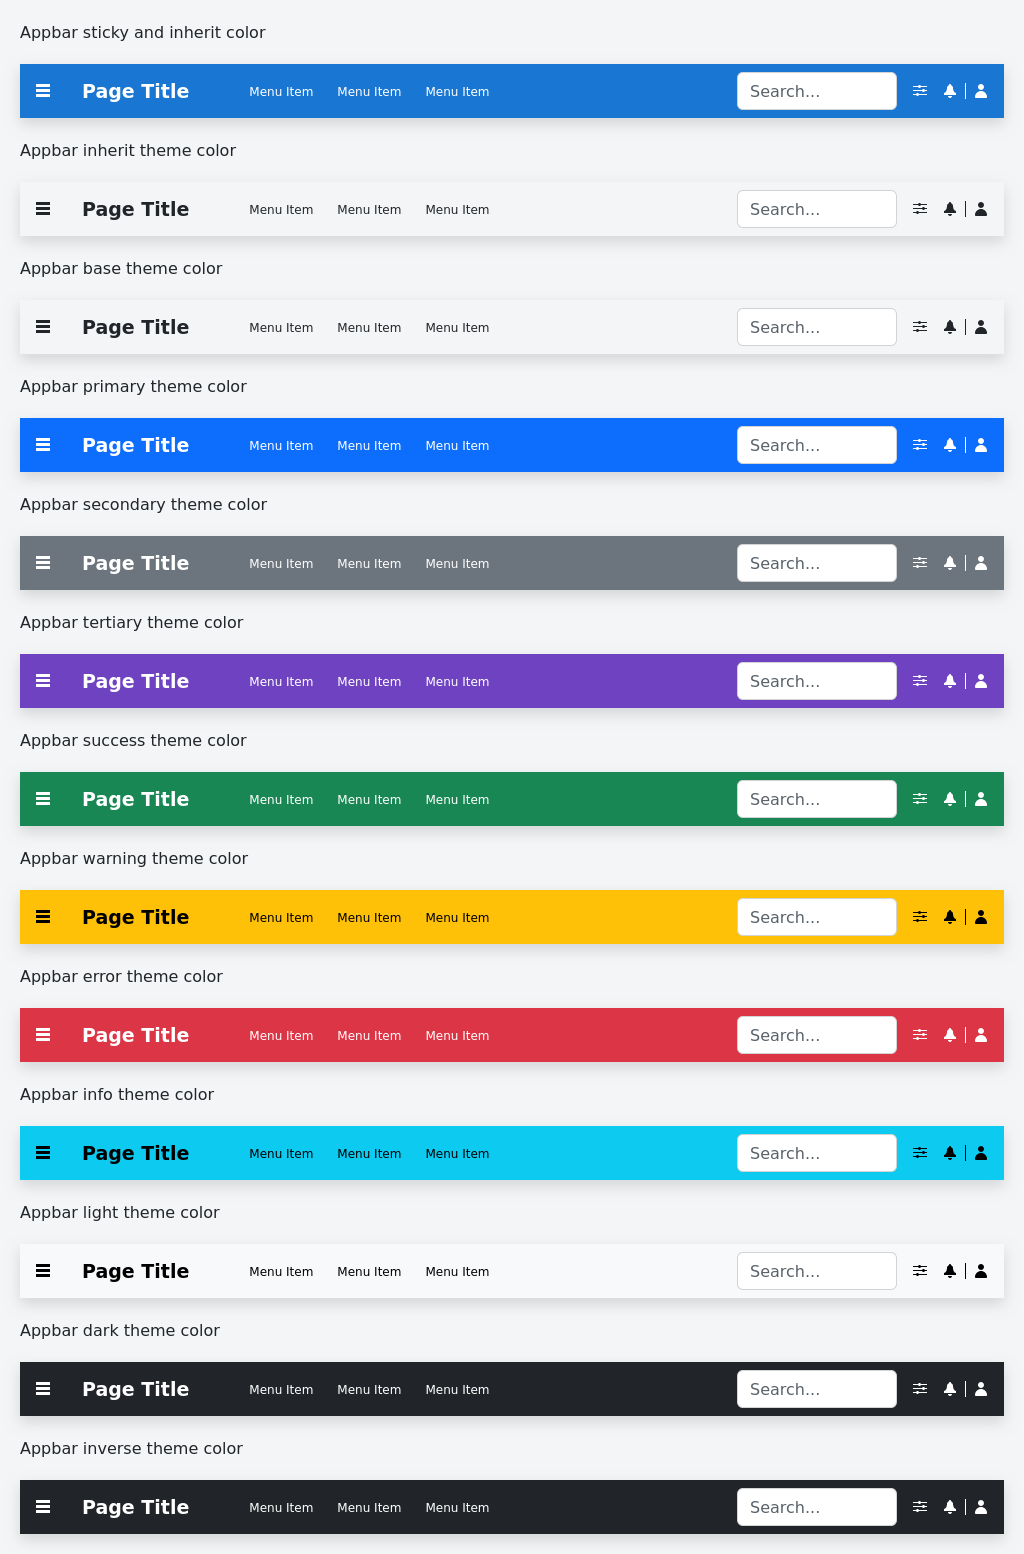 Appbar sticky and inherit color
Page Title Menu Item Menu Item Menu Item Search...
Appbar inherit theme color
Page Title Menu Item Menu Item Menu Item Search...
Appbar base theme color
Page Title Menu Item Menu Item Menu Item Search...
Appbar primary theme color
Page Title Menu Item Menu Item Menu Item Search...
Appbar secondary theme color
Page Title Menu Item Menu Item Menu Item Search...
Appbar tertiary theme color
Page Title Menu Item Menu Item Menu Item Search...
Appbar success theme color
Page Title Menu Item Menu Item Menu Item Search...
Appbar warning theme color
Page Title Menu Item Menu Item Menu Item Search...
Appbar error theme color
Page Title Menu Item Menu Item Menu Item Search...
Appbar info theme color
Page Title Menu Item Menu Item Menu Item Search...
Appbar light theme color
Page Title Menu Item Menu Item Menu Item Search...
Appbar dark theme color
Page Title Menu Item Menu Item Menu Item Search...
Appbar inverse theme color
Page Title Menu Item Menu Item Menu Item Search...